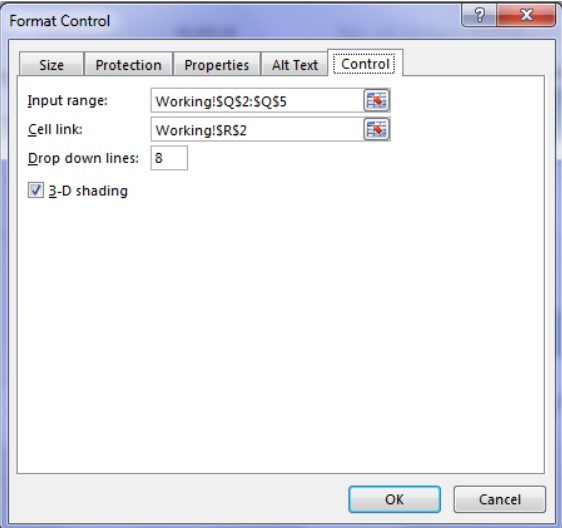 Format Control
? X
Size Protection Properties Alt Text Control
Input range: Working!$Q$2:$Q$5
Cell link: Working!$R$2
Drop down lines: 8
3-D shading
OK Cancel